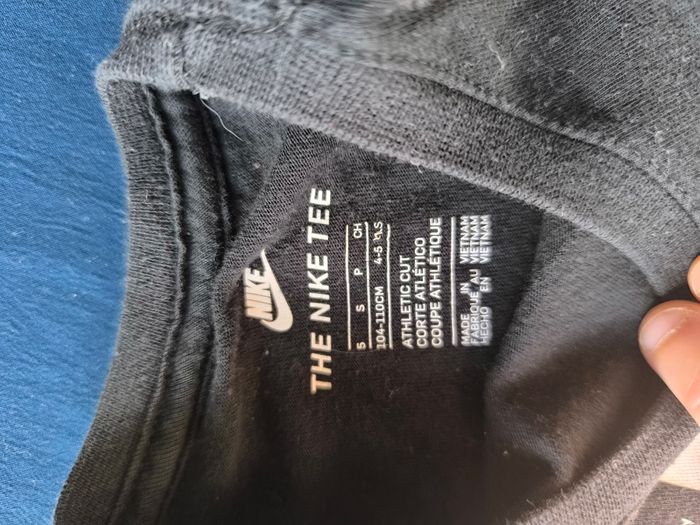 NIKE
THE NIKE TEE
S S P CH
104-110CM 4-5
ATHLETIC CUT
CORTE ATLÉTICO
COUPE ATHLÉTIQUE
MADE IN VIETNAM
FABRIQUÉ AU VIETNAM
HECHO EN VIETNAM